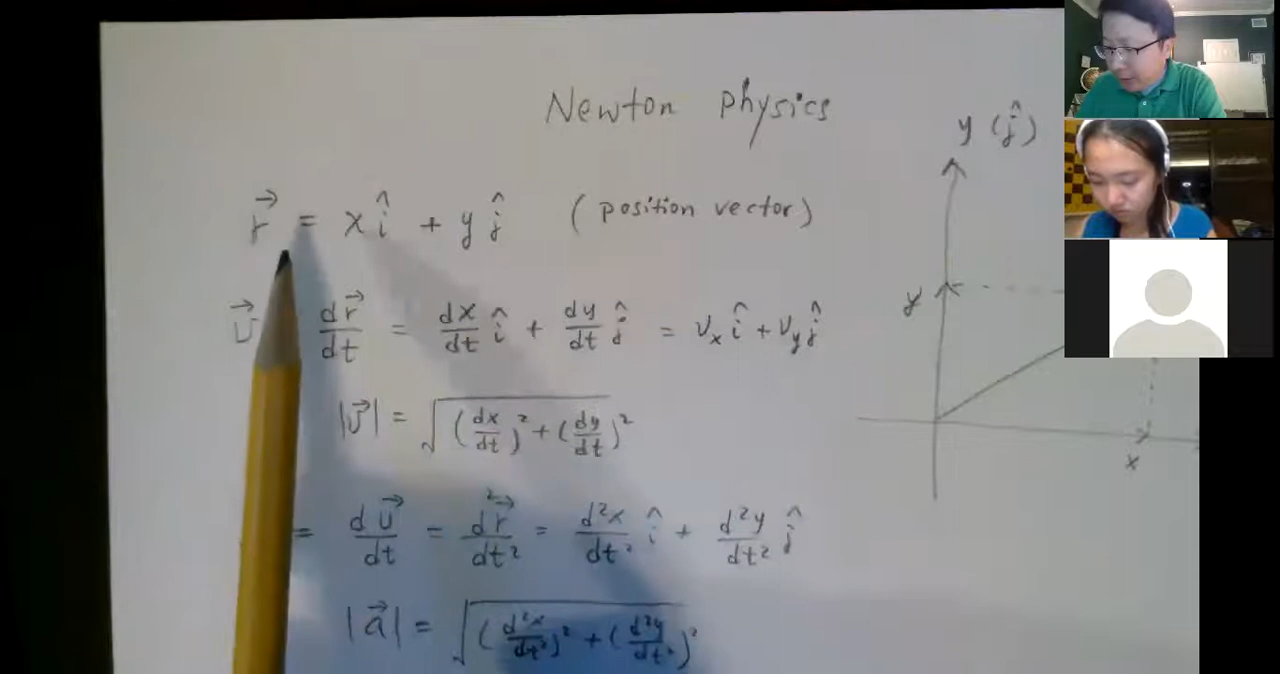 Newton physics
y (ĵ)
r⃗ = x î + y ĵ (position vector)
y
v⃗ dr⃗/dt = dx/dt î + dy/dt ĵ = vₓ î + v_y ĵ
|v⃗| = √((dx/dt)² + (dy/dt)²)
x
= dv⃗/dt = d²r⃗/dt² = d²x/dt² î + d²y/dt² ĵ
|a⃗| = √((d²x/dt²)² + (d²y/dt²)²)